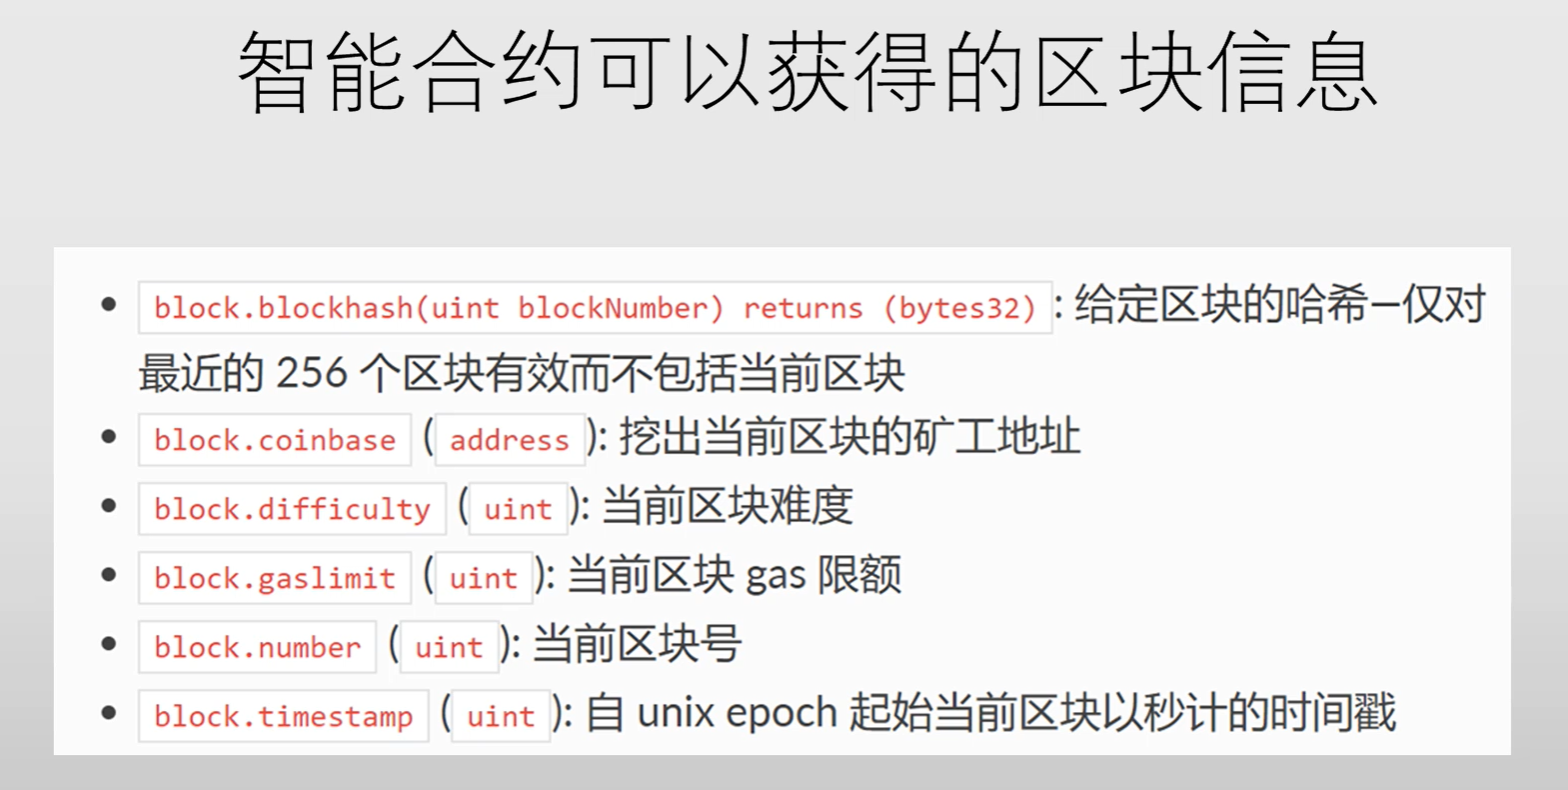 智能合约可以获得的区块信息
• block.blockhash(uint blockNumber) returns (bytes32) : 给定区块的哈希—仅对
最近的 256 个区块有效而不包括当前区块
• block.coinbase ( address ): 挖出当前区块的矿工地址
• block.difficulty ( uint ): 当前区块难度
• block.gaslimit ( uint ): 当前区块 gas 限额
• block.number ( uint ): 当前区块号
• block.timestamp ( uint ): 自 unix epoch 起始当前区块以秒计的时间戳